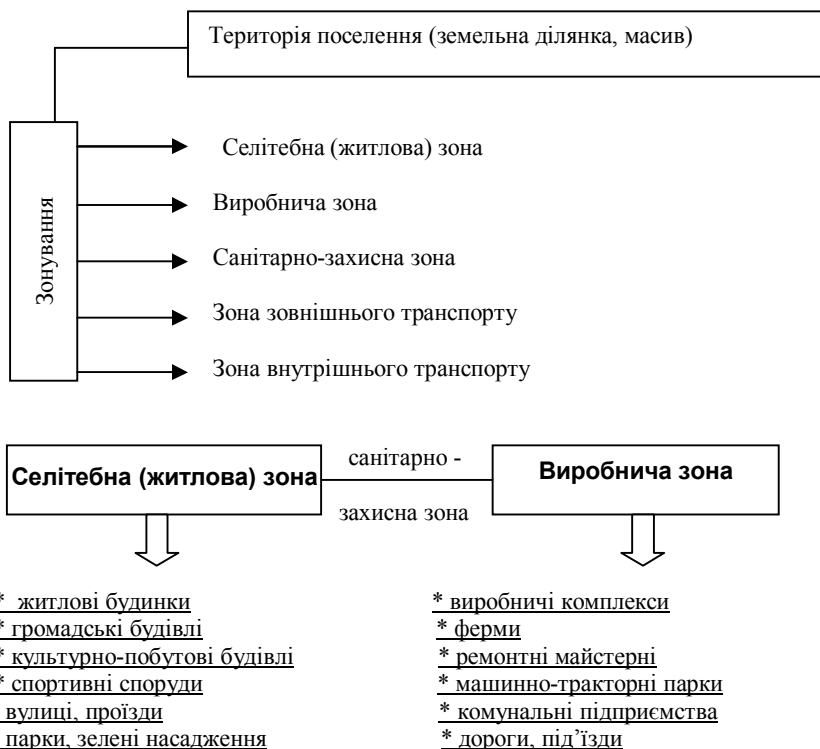 Територія поселення (земельна ділянка, масив)
Зонування
Селітебна (житлова) зона
Виробнича зона
Санітарно-захисна зона
Зона зовнішнього транспорту
Зона внутрішнього транспорту
Селітебна (житлова) зона
санітарно -
захисна зона
Виробнича зона
* житлові будинки
* громадські будівлі
* культурно-побутові будівлі
* спортивні споруди
вулиці, проїзди
парки, зелені насадження
* виробничі комплекси
* ферми
* ремонтні майстерні
* машинно-тракторні парки
* комунальні підприємства
* дороги, під’їзди